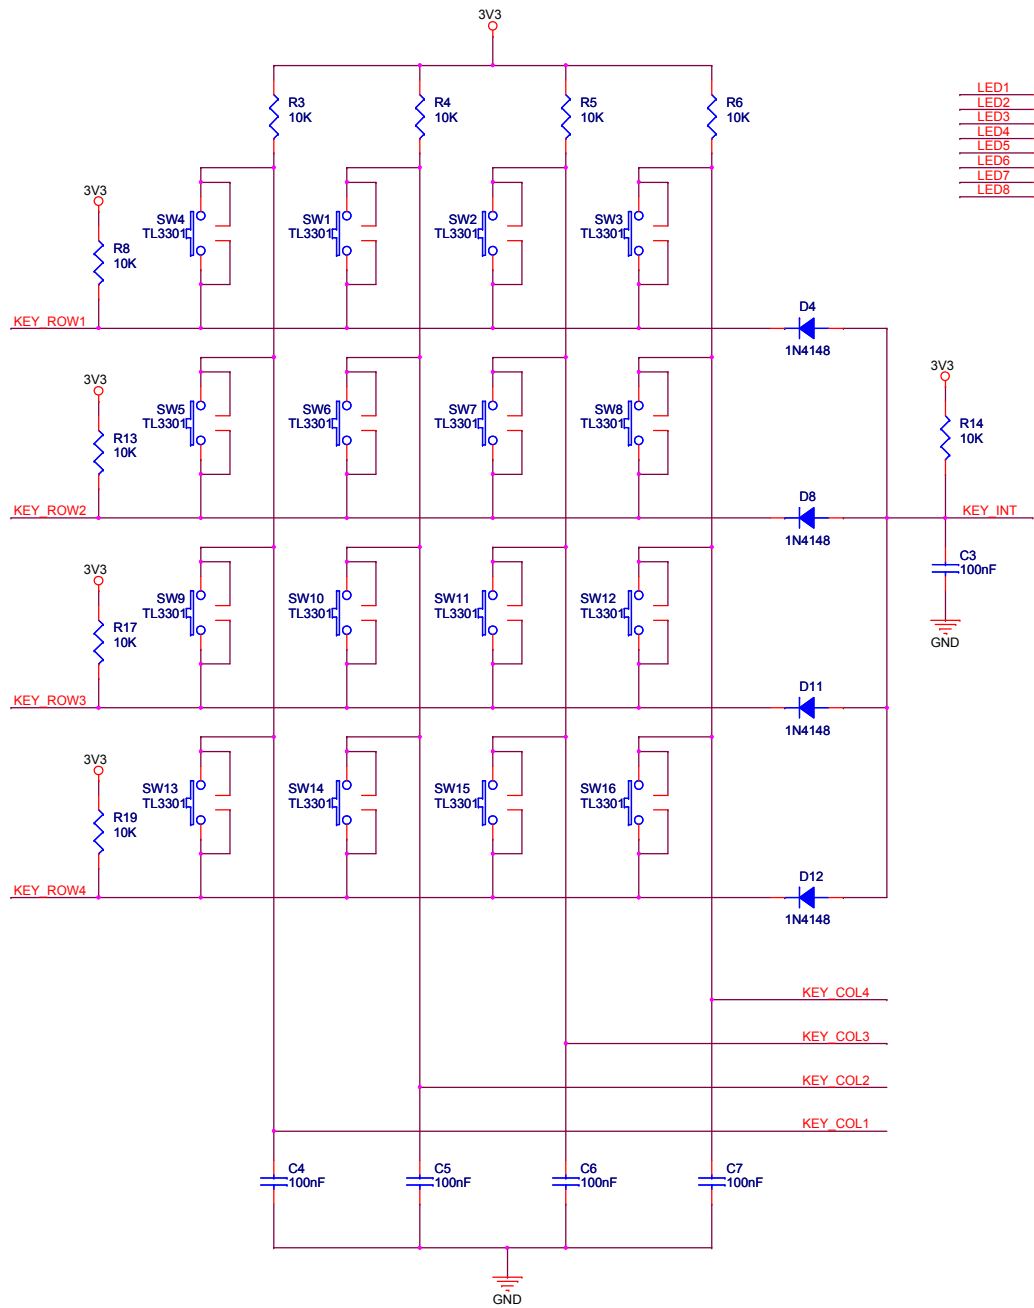 3V3
R3
10K
R4
10K
R5
10K
R6
10K
LED1
LED2
LED3
LED4
LED5
LED6
LED7
LED8
3V3
R8
10K
SW4
TL3301
SW1
TL3301
SW2
TL3301
SW3
TL3301
KEY_ROW1
D4
1N4148
3V3
R13
10K
SW5
TL3301
SW6
TL3301
SW7
TL3301
SW8
TL3301
3V3
R14
10K
KEY_ROW2
D8
1N4148
KEY_INT
C3
100nF
GND
3V3
R17
10K
SW9
TL3301
SW10
TL3301
SW11
TL3301
SW12
TL3301
KEY_ROW3
D11
1N4148
3V3
R19
10K
SW13
TL3301
SW14
TL3301
SW15
TL3301
SW16
TL3301
KEY_ROW4
D12
1N4148
KEY_COL4
KEY_COL3
KEY_COL2
KEY_COL1
C4
100nF
C5
100nF
C6
100nF
C7
100nF
GND